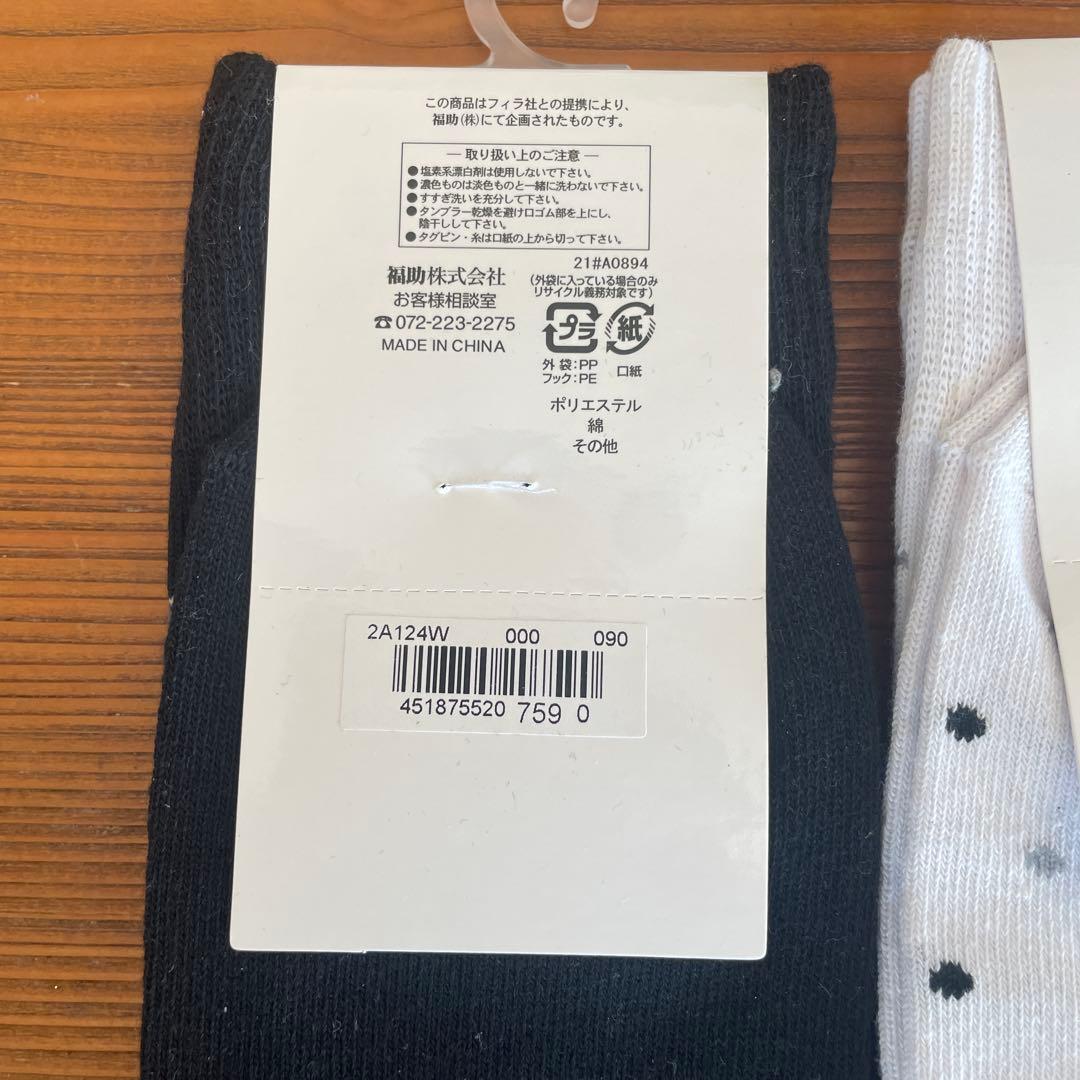 この商品はフィラ社との提携により、
福助(株)にて企画されたものです。
― 取り扱い上のご注意 ―
●塩素系漂白剤は使用しないで下さい。
●濃色ものは淡色ものと一緒に洗わないで下さい。
●すすぎ洗いを充分して下さい。
●タンブラー乾燥を避け口ゴム部を上にし、
陰干しして下さい。
●タグピン・糸は口紙の上から切って下さい。
21#A0894
福助株式会社
お客様相談室
☎072-223-2275
MADE IN CHINA
(外袋に入っている場合のみ
リサイクル義務対象です)
プラ
紙
外袋:PP
フック:PE
口紙
ポリエステル
綿
その他
2A124W 000 090
451875520 759 0